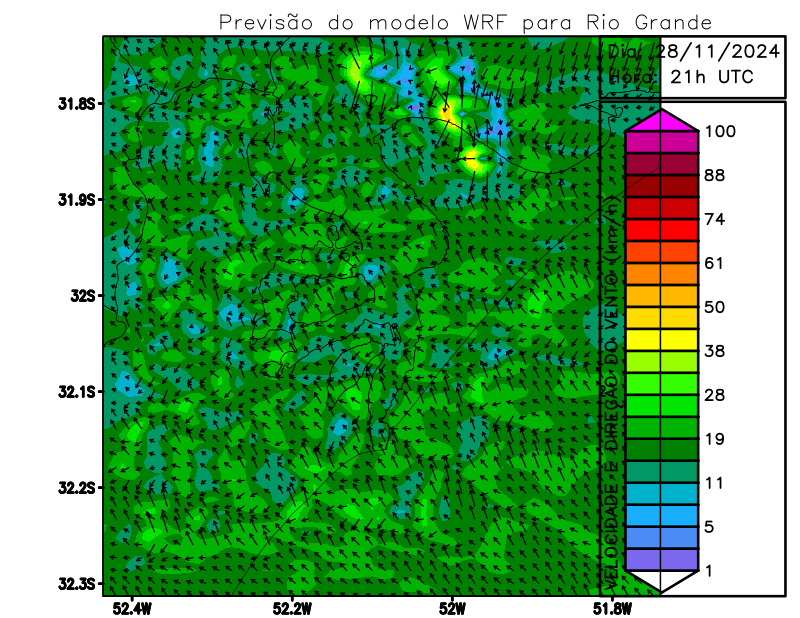 Previsão do modelo WRF para Rio Grande
Dia: 28/11/2024
Hora: 21h UTC
31.8S
31.9S
32S
32.1S
32.2S
32.3S
52.4W
52.2W
52W
51.8W
VELOCIDADE E DIREÇÃO DO VENTO (km/h)
100
88
74
61
50
38
28
19
11
5
1